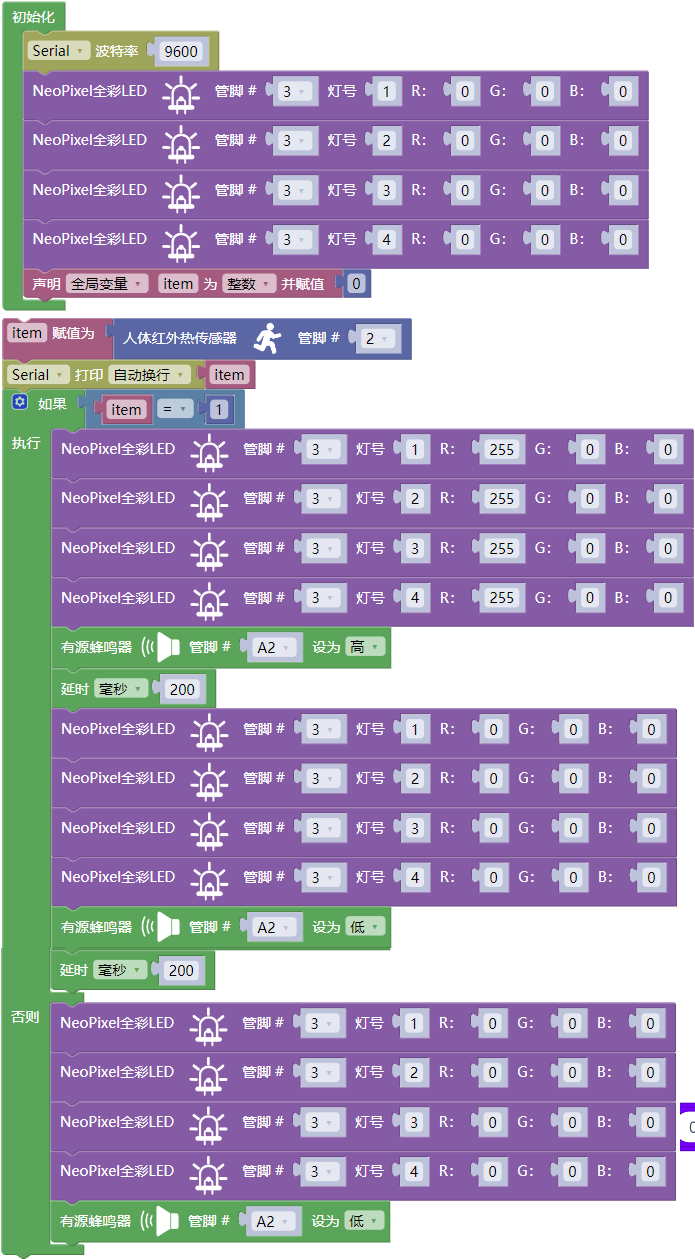 初始化
Serial 波特率 9600
NeoPixel全彩LED 管脚 # 3 灯号 1 R: 0 G: 0 B: 0
NeoPixel全彩LED 管脚 # 3 灯号 2 R: 0 G: 0 B: 0
NeoPixel全彩LED 管脚 # 3 灯号 3 R: 0 G: 0 B: 0
NeoPixel全彩LED 管脚 # 3 灯号 4 R: 0 G: 0 B: 0
声明 全局变量 item 为 整数 并赋值 0
item 赋值为 人体红外热传感器 管脚 # 2
Serial 打印 自动换行 item
如果 item = 1
执行 NeoPixel全彩LED 管脚 # 3 灯号 1 R: 255 G: 0 B: 0
NeoPixel全彩LED 管脚 # 3 灯号 2 R: 255 G: 0 B: 0
NeoPixel全彩LED 管脚 # 3 灯号 3 R: 255 G: 0 B: 0
NeoPixel全彩LED 管脚 # 3 灯号 4 R: 255 G: 0 B: 0
有源蜂鸣器 管脚 # A2 设为 高
延时 毫秒 200
NeoPixel全彩LED 管脚 # 3 灯号 1 R: 0 G: 0 B: 0
NeoPixel全彩LED 管脚 # 3 灯号 2 R: 0 G: 0 B: 0
NeoPixel全彩LED 管脚 # 3 灯号 3 R: 0 G: 0 B: 0
NeoPixel全彩LED 管脚 # 3 灯号 4 R: 0 G: 0 B: 0
有源蜂鸣器 管脚 # A2 设为 低
延时 毫秒 200
否则 NeoPixel全彩LED 管脚 # 3 灯号 1 R: 0 G: 0 B: 0
NeoPixel全彩LED 管脚 # 3 灯号 2 R: 0 G: 0 B: 0
NeoPixel全彩LED 管脚 # 3 灯号 3 R: 0 G: 0 B: 0
NeoPixel全彩LED 管脚 # 3 灯号 4 R: 0 G: 0 B: 0
有源蜂鸣器 管脚 # A2 设为 低